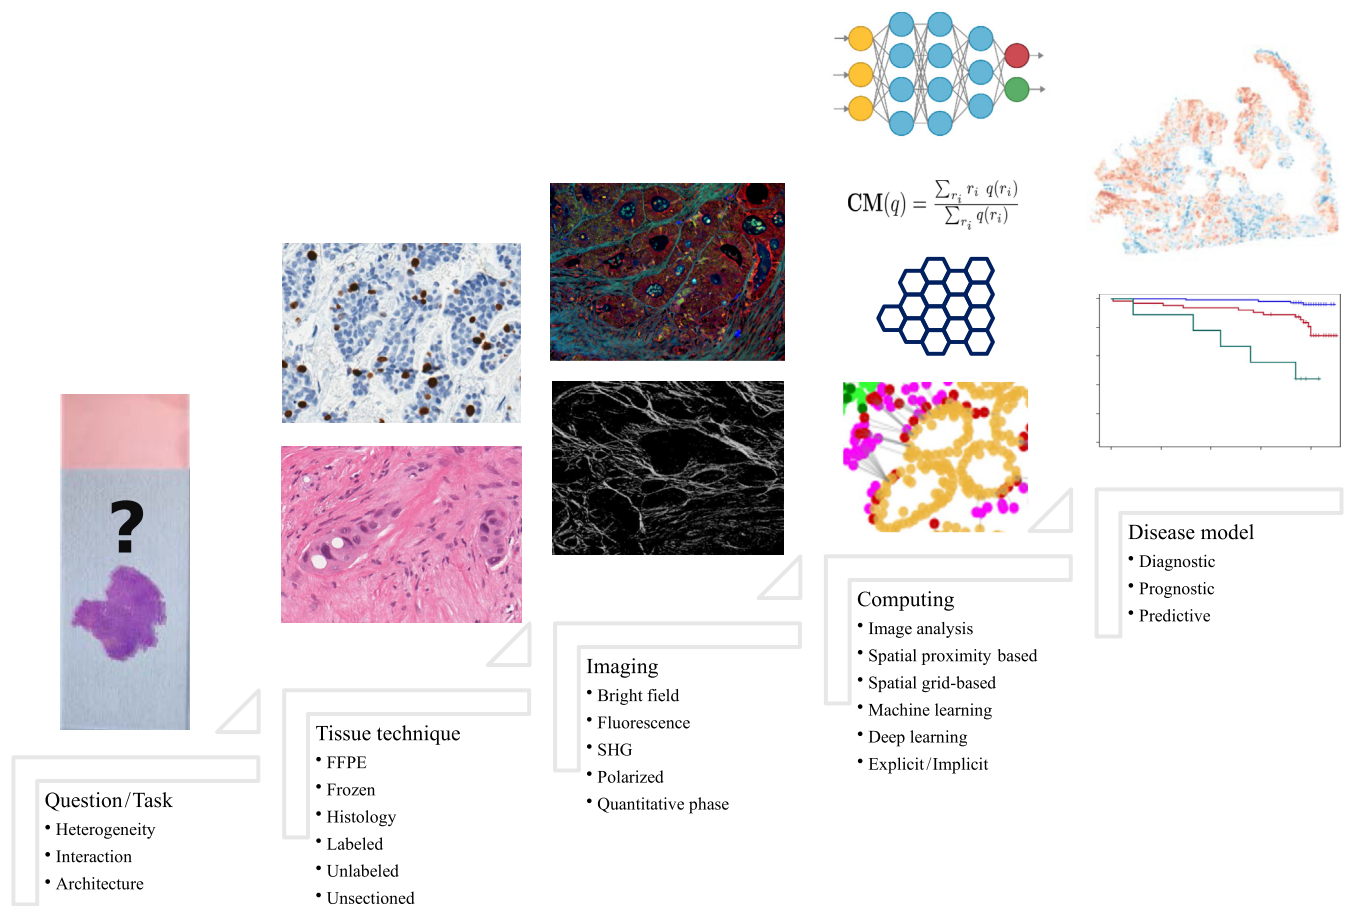 ?
Question/Task
• Heterogeneity
• Interaction
• Architecture
Tissue technique
• FFPE
• Frozen
• Histology
• Labeled
• Unlabeled
• Unsectioned
Imaging
• Bright field
• Fluorescence
• SHG
• Polarized
• Quantitative phase
CM(q) = ∑_{r_i} r_i q(r_i) / ∑_{r_i} q(r_i)
Computing
• Image analysis
• Spatial proximity based
• Spatial grid-based
• Machine learning
• Deep learning
• Explicit/Implicit
Disease model
• Diagnostic
• Prognostic
• Predictive